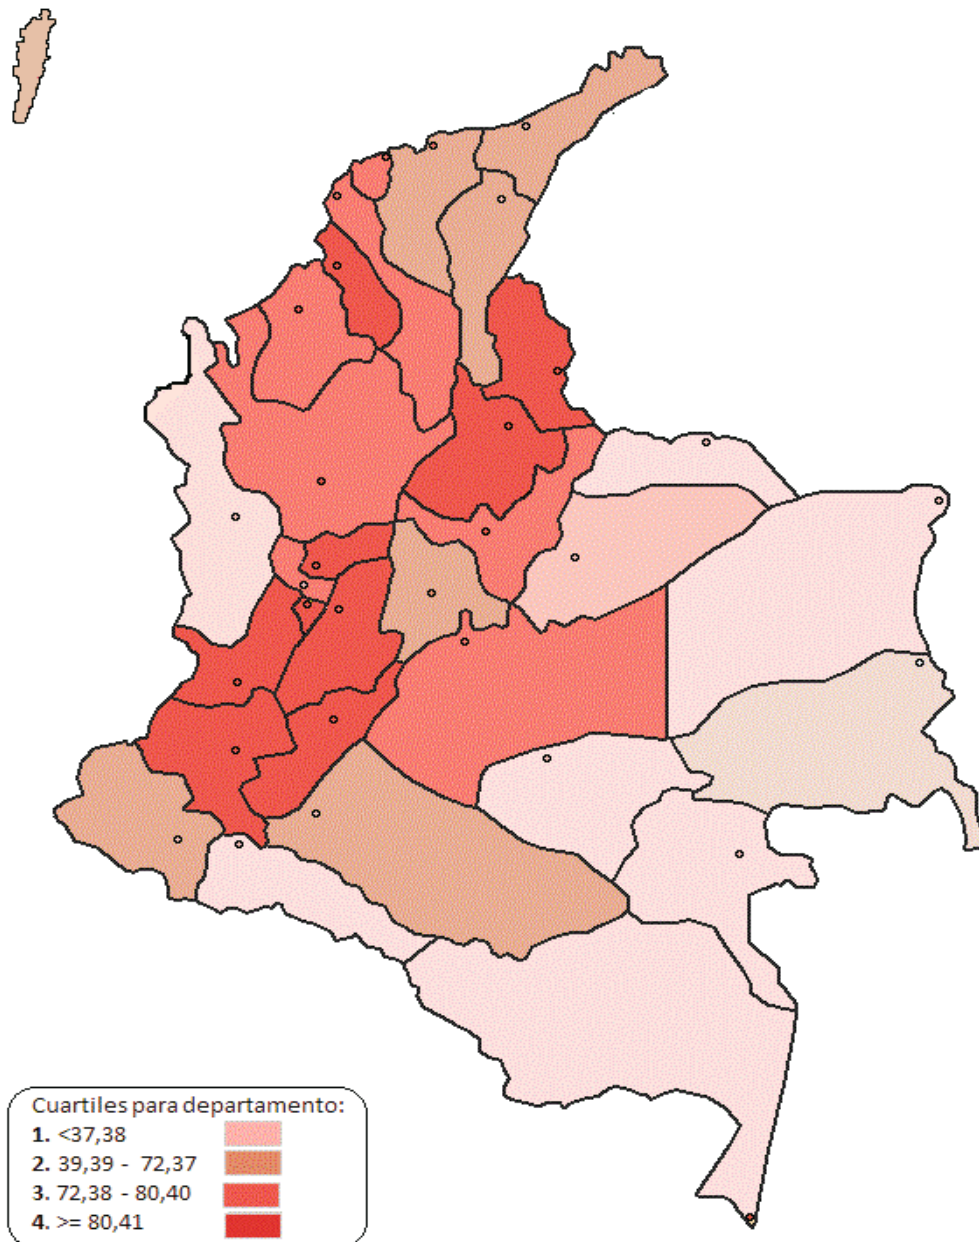 Cuartiles para departamento:
1. <37,38
2. 39,39 - 72,37
3. 72,38 - 80,40
4. >= 80,41